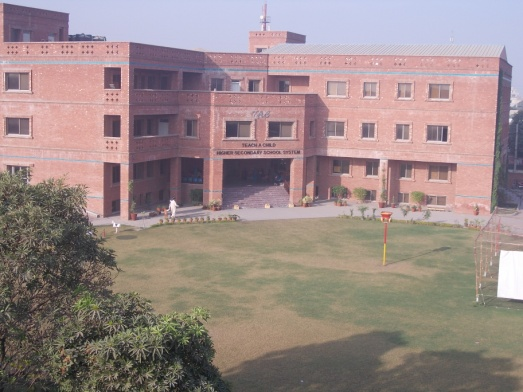 TEACH A CHILD
HIGHER SECONDARY SCHOOL SYSTEM